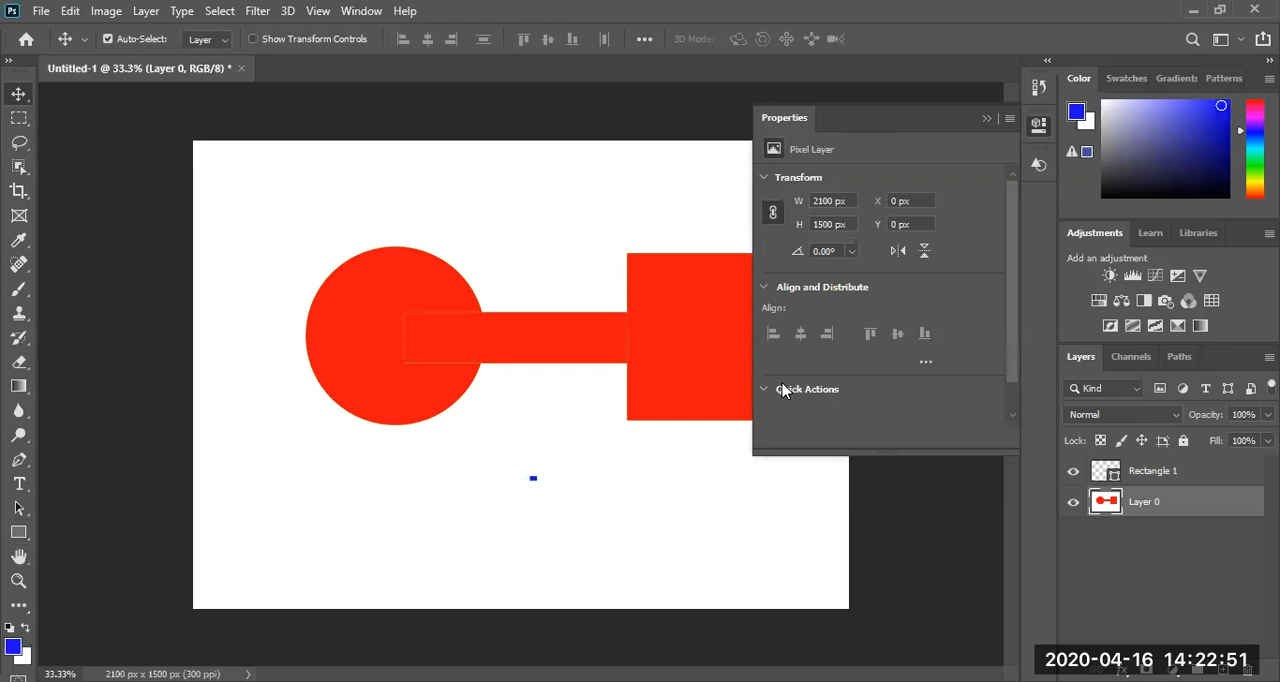 Ps File Edit Image Layer Type Select Filter 3D View Window Help
Auto-Select: Layer Show Transform Controls 3D Mode:
Untitled-1 @ 33.3% (Layer 0, RGB/8) *
Color Swatches Gradients Patterns
Properties
Pixel Layer
Transform
W 2100 px X 0 px
H 1500 px Y 0 px
0.00°
Align and Distribute
Align:
Quick Actions
Adjustments Learn Libraries
Add an adjustment
Layers Channels Paths
Kind
Normal Opacity: 100%
Lock: Fill: 100%
Rectangle 1
Layer 0
33.33% 2100 px x 1500 px (300 ppi)
2020-04-16 14:22:51